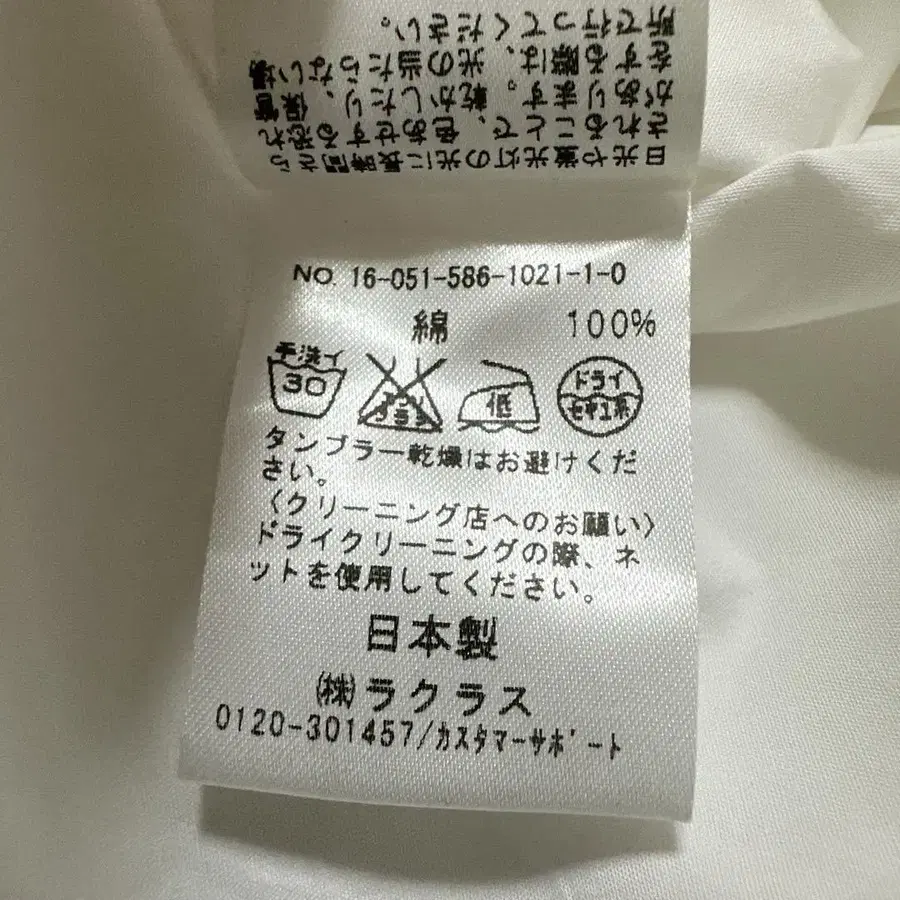 日光や蛍光灯の光に長時間さら
されることで、色あせする恐れ
があります。乾かしたり、保管
をする際は、光の当たらない場
所で行ってください。
NO. 16-051-586-1021-1-0
綿 100%
手洗イ
30
低
ドライ
セキユ系
タンブラー乾燥はお避けくだ
さい。
〈クリーニング店へのお願い〉
ドライクリーニングの際、ネ
ットを使用してください。
日本製
㈱ラクラス
0120-301457/カスタマーサポート